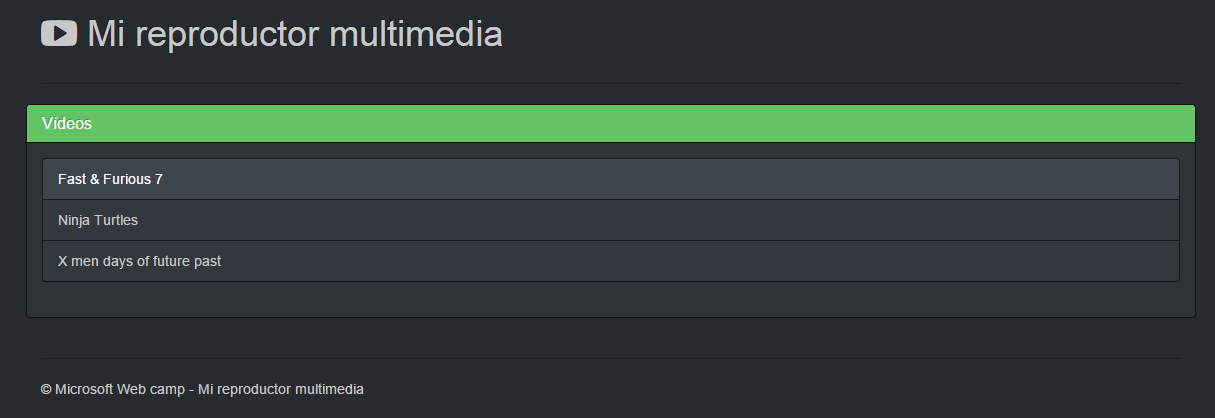 Mi reproductor multimedia
Vídeos
Fast & Furious 7
Ninja Turtles
X men days of future past
© Microsoft Web camp - Mi reproductor multimedia